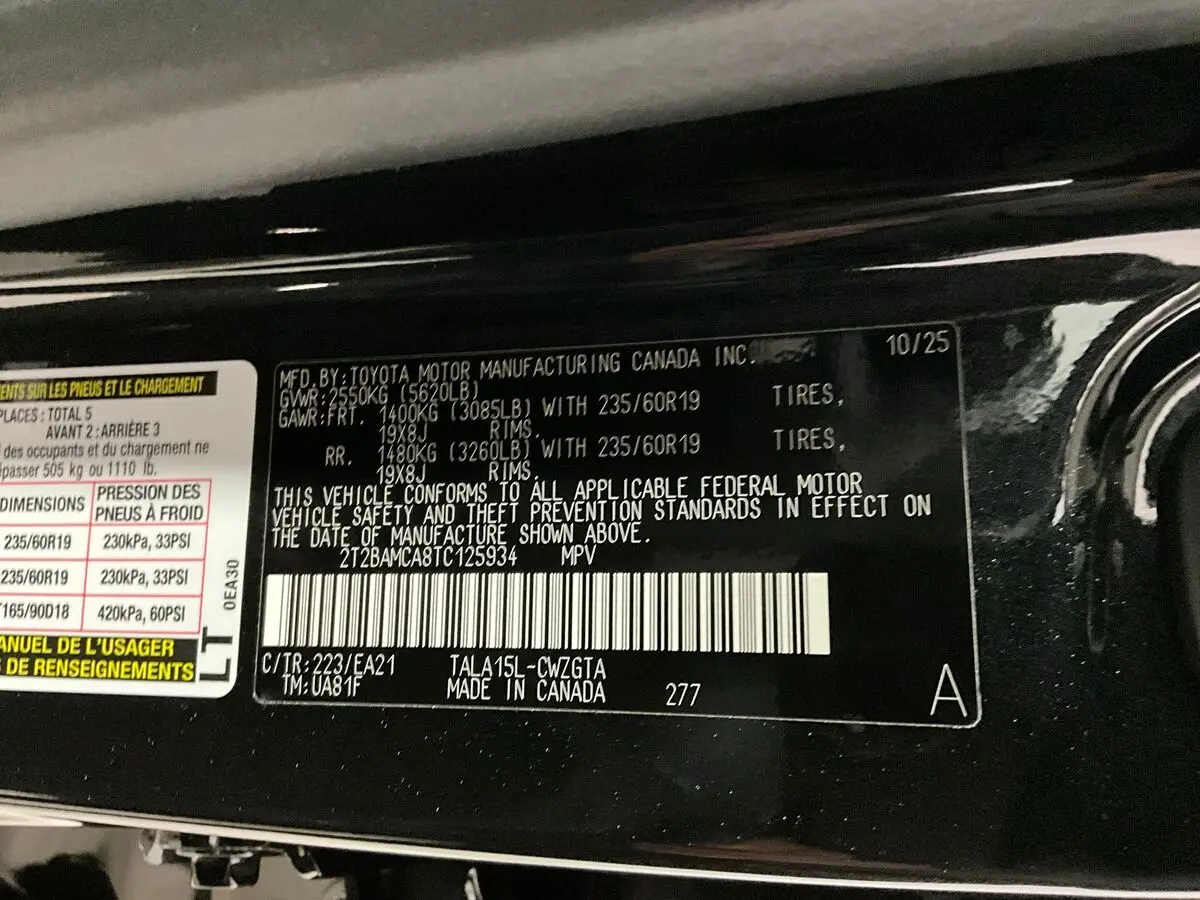 ENTS SUR LES PNEUS ET LE CHARGEMENT
PLACES : TOTAL 5
AVANT 2 : ARRIÈRE 3
des occupants et du chargement ne
épasser 505 kg ou 1110 lb.
DIMENSIONS PRESSION DES PNEUS À FROID
235/60R19 230kPa, 33PSI
235/60R19 230kPa, 33PSI
T165/90D18 420kPa, 60PSI
ANUEL DE L'USAGER
DE RENSEIGNEMENTS
0EA30
LT
MFD.BY:TOYOTA MOTOR MANUFACTURING CANADA INC. 10/25
GVWR:2550KG (5620LB)
GAWR:FRT. 1400KG (3085LB) WITH 235/60R19 TIRES,
19X8J RIMS.
RR. 1480KG (3260LB) WITH 235/60R19 TIRES,
19X8J RIMS.
THIS VEHICLE CONFORMS TO ALL APPLICABLE FEDERAL MOTOR
VEHICLE SAFETY AND THEFT PREVENTION STANDARDS IN EFFECT ON
THE DATE OF MANUFACTURE SHOWN ABOVE.
2T2BAMCA8TC125934 MPV
C/TR:223/EA21 TALA15L-CWZGTA
TM:UA81F MADE IN CANADA 277
A